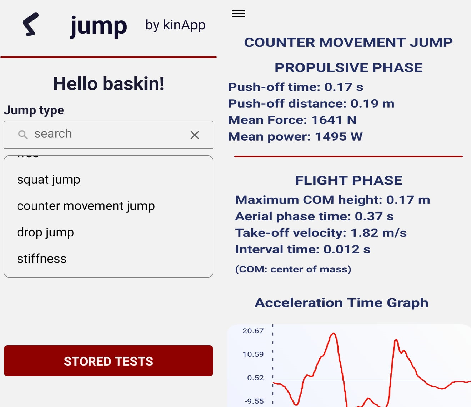 jump by kinApp
Hello baskin!
Jump type
search
squat jump
counter movement jump
drop jump
stiffness
STORED TESTS
COUNTER MOVEMENT JUMP
PROPULSIVE PHASE
Push-off time: 0.17 s
Push-off distance: 0.19 m
Mean Force: 1641 N
Mean power: 1495 W
FLIGHT PHASE
Maximum COM height: 0.17 m
Aerial phase time: 0.37 s
Take-off velocity: 1.82 m/s
Interval time: 0.012 s
(COM: center of mass)
Acceleration Time Graph
20.67
10.59
0.52
-9.55